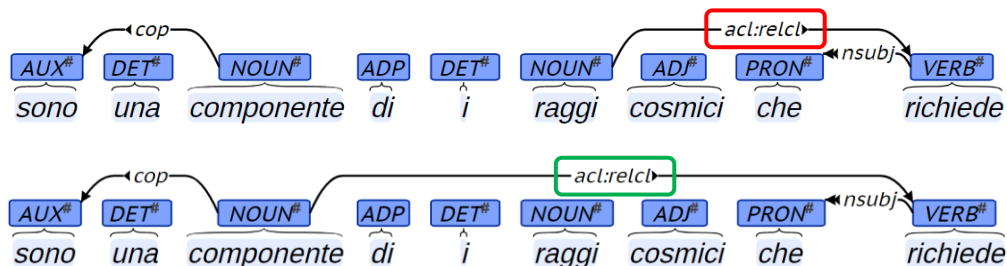 cop acl:relcl
nsubj
AUX# DET# NOUN# ADP DET# NOUN# ADJ# PRON# VERB#
sono una componente di i raggi cosmici che richiede
cop acl:relcl
nsubj
AUX# DET# NOUN# ADP DET# NOUN# ADJ# PRON# VERB#
sono una componente di i raggi cosmici che richiede